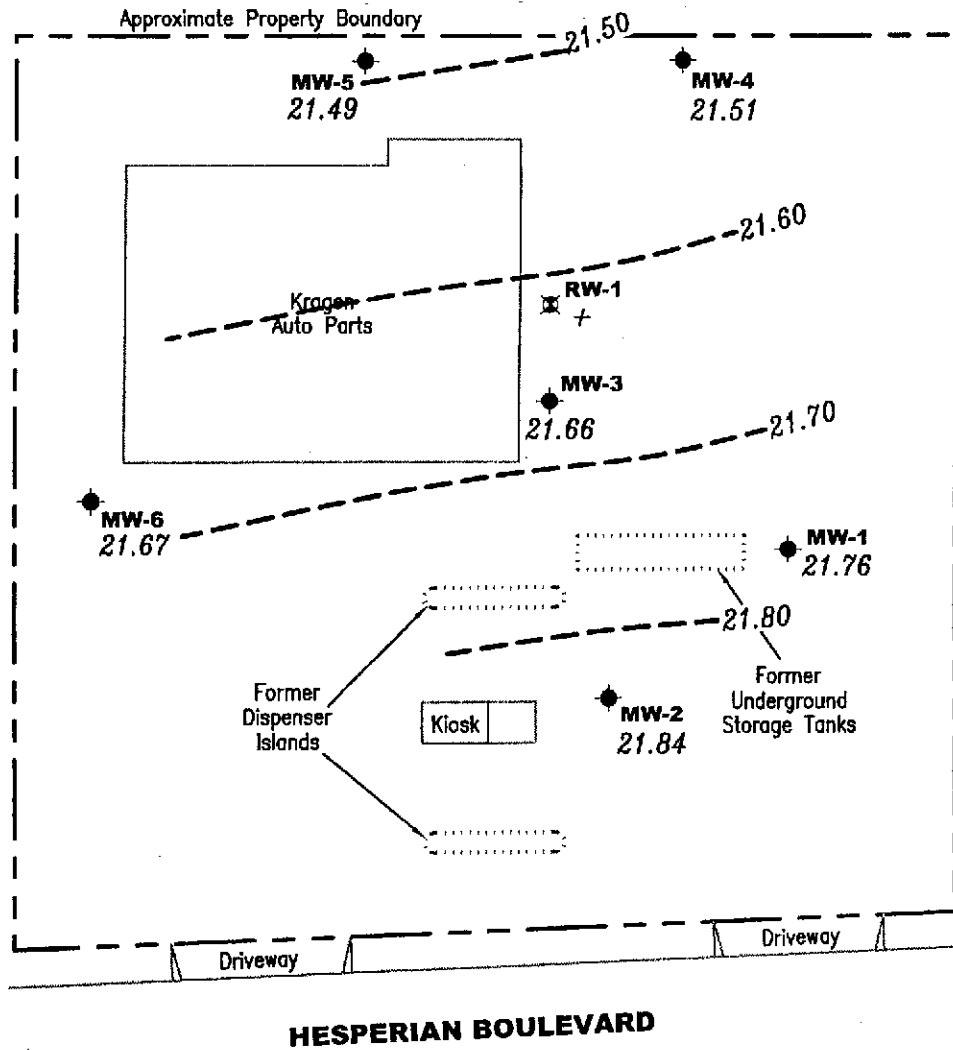 Approximate Property Boundary
21.50
MW-5
21.49
MW-4
21.51
21.60
Kragen
Auto Parts
RW-1
MW-3
21.66
21.70
MW-6
21.67
MW-1
21.76
21.80
Former
Dispenser
Islands
Kiosk
MW-2
21.84
Former
Underground
Storage Tanks
Driveway
Driveway
HESPERIAN BOULEVARD